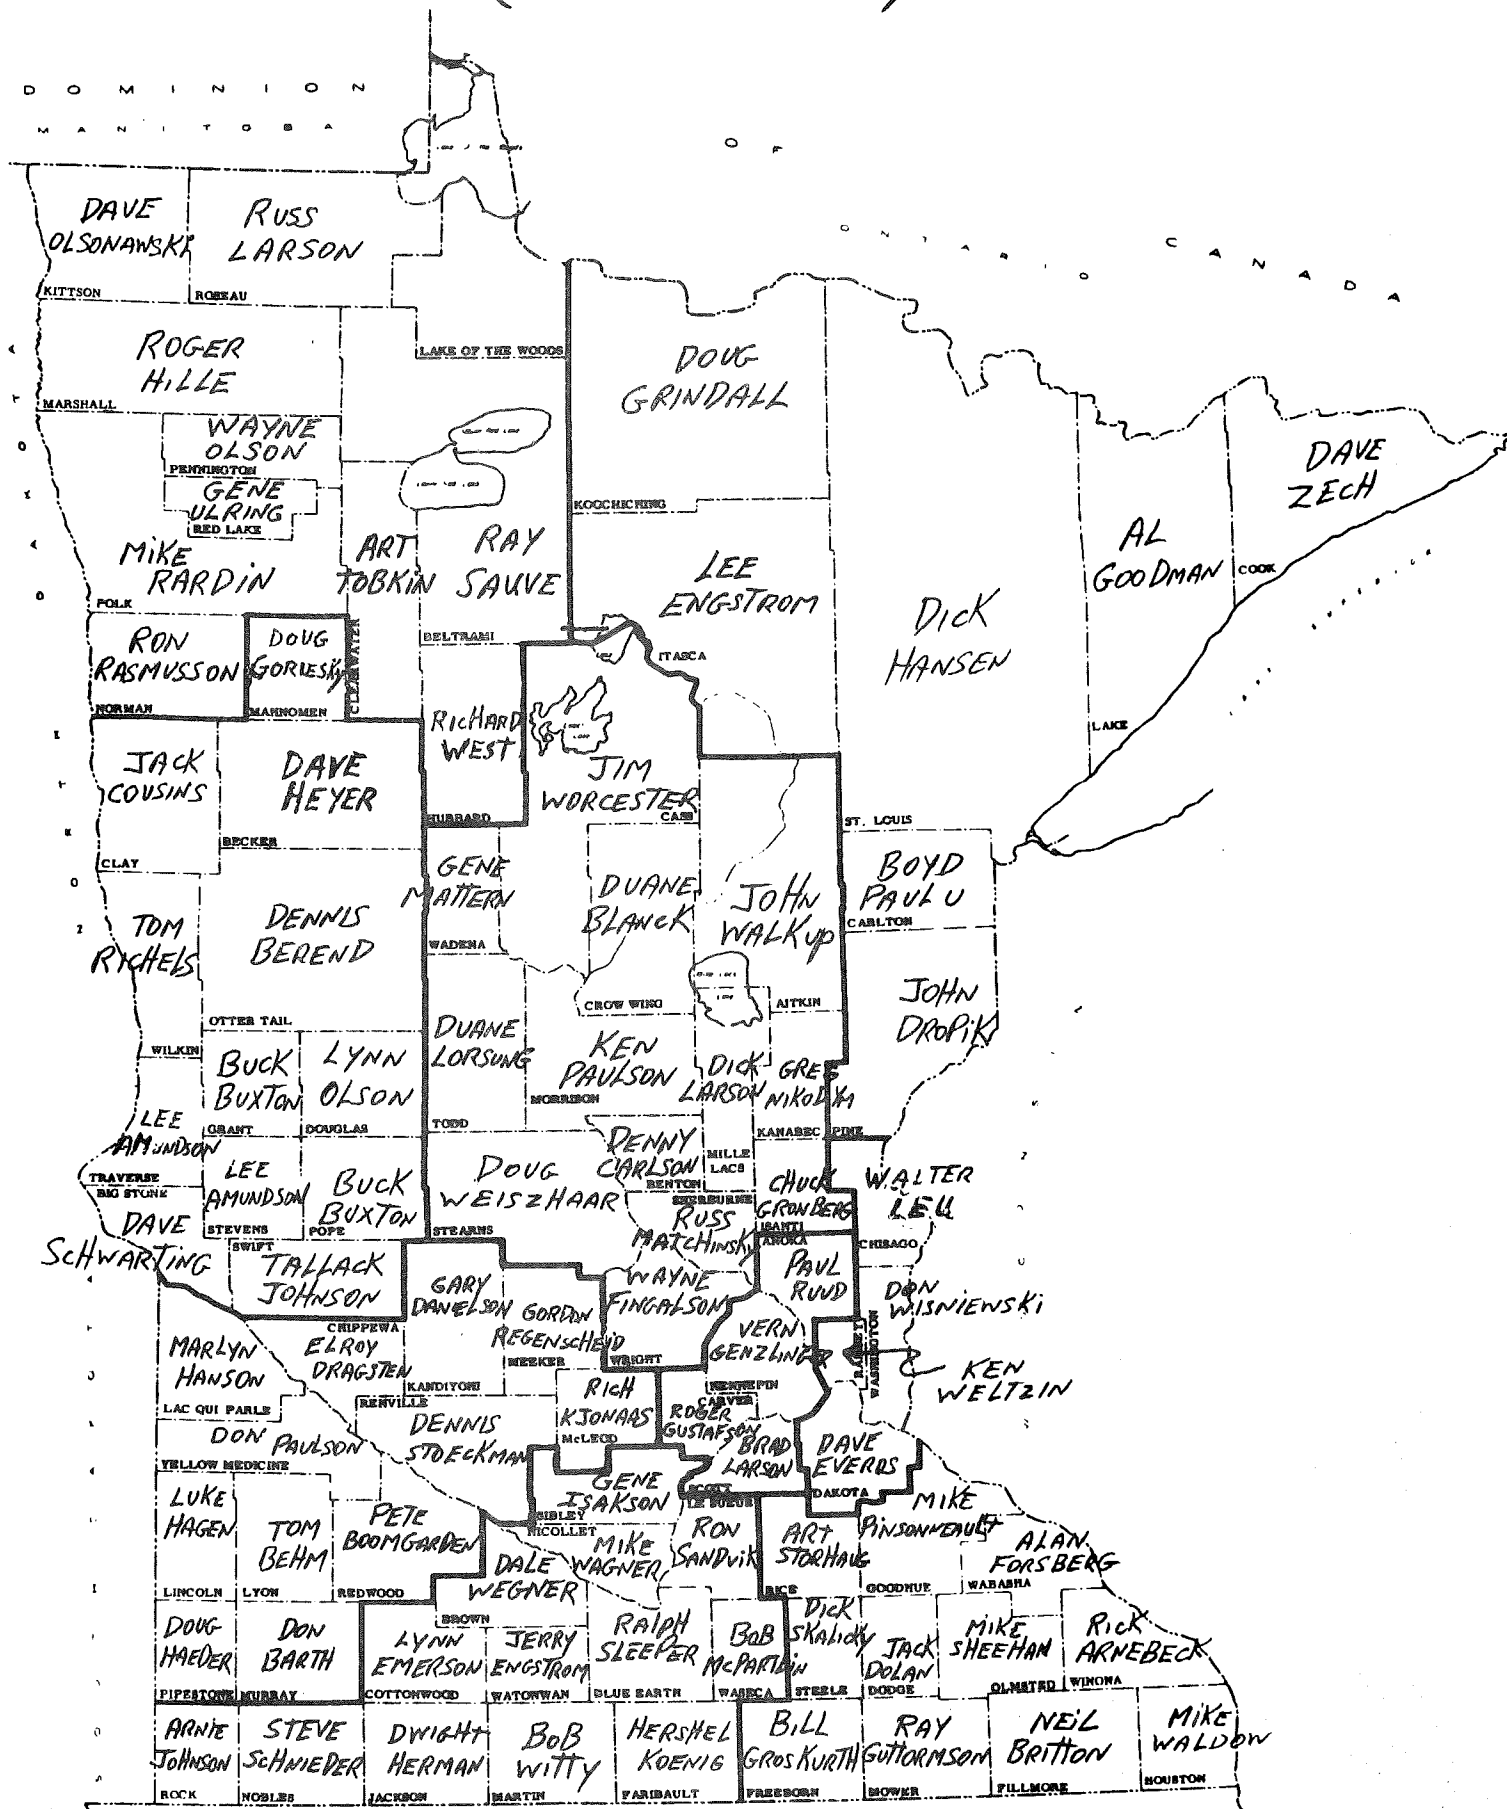 DOMINION
MANITOBA
OF
ONTARIO
CANADA
DAVE
OLSONAWSKI
KITTSON
RUSS
LARSON
ROSEAU
LAKE OF THE WOODS
ROGER
HILLE
MARSHALL
WAYNE
OLSON
PENNINGTON
GENE
ULRING
RED LAKE
MIKE
RARDIN
POLK
ART
TOBKIN
CLEARWATER
RAY
SAUVE
BELTRAMI
DOUG
GRINDALL
KOOCHICHING
LEE
ENGSTROM
ITASCA
DICK
HANSEN
ST. LOUIS
AL
GOODMAN
LAKE
DAVE
ZECH
COOK
RON
RASMUSSON
NORMAN
DOUG
GORLESKY
MAHNOMEN
RICHARD
WEST
HUBBARD
JIM
WORCESTER
CASS
JACK
COUSINS
CLAY
DAVE
HEYER
BECKER
GENE
MATTERN
WADENA
DUANE
BLANCK
CROW WING
JOHN
WALKUP
AITKIN
BOYD
PAULU
CARLTON
TOM
RICHELS
WILKIN
DENNIS
BEREND
OTTER TAIL
JOHN
DROPIK
PINE
DUANE
LORSUNG
TODD
KEN
PAULSON
MORRISON
DICK
LARSON
MILLE
LACS
GREG
NIKODYM
KANABEC
BUCK
BUXTON
GRANT
LYNN
OLSON
DOUGLAS
LEE
AMUNDSON
TRAVERSE
BIG STONE
LEE
AMUNDSON
STEVENS
BUCK
BUXTON
POPE
DOUG
WEISZHAAR
STEARNS
DENNY
CARLSON
BENTON
SHERBURNE
RUSS
MATCHINSKY
CHUCK
GRONBERG
ISANTI
ANOKA
WALTER
LEU
CHISAGO
DAVE
SCHWARTING
SWIFT
TALLACK
JOHNSON
GARY
DANIELSON
KANDIYOHI
GORDON
REGENSCHEID
MEEKER
WAYNE
FINGALSON
WRIGHT
PAUL
RUUD
DON
WISNIEWSKI
WASHINGTON
VERN
GENZLINGER
HENNEPIN
RAMSEY
KEN
WELTZIN
MARLYN
HANSON
LAC QUI PARLE
CHIPPEWA
ELROY
DRAGSTEN
RENVILLE
DENNIS
STOECKMAN
RICH
KJONAAS
McLEOD
CARVER
ROGER
GUSTAFSON
BRAD
LARSON
SCOTT
DAVE
EVERDS
DAKOTA
DON PAULSON
YELLOW MEDICINE
GENE
ISAKSON
SIBLEY
NICOLLET
LE SUEUR
LUKE
HAGEN
LINCOLN
TOM
BEHM
LYON
PETE
BOOMGARDEN
REDWOOD
DALE
WEGNER
BROWN
MIKE
WAGNER
RON
SANDVIK
ART
STORHAUG
RICE
MIKE
PINSONNEAULT
GOODHUE
ALAN
FORSBERG
WABASHA
DOUG
HAEDER
PIPESTONE
DON
BARTH
MURRAY
LYNN
EMERSON
COTTONWOOD
JERRY
ENGSTROM
WATONWAN
RALPH
SLEEPER
BLUE EARTH
BOB
McPARTLIN
WASECA
DICK
SKALICKY
STEELE
JACK
DOLAN
DODGE
MIKE
SHEEHAN
OLMSTED
RICK
ARNEBECK
WINONA
ARNIE
JOHNSON
ROCK
STEVE
SCHNIEDER
NOBLES
DWIGHT
HERMAN
JACKSON
BOB
WITTY
MARTIN
HERSHEL
KOENIG
FARIBAULT
BILL
GROSKURTH
FREEBORN
RAY
GUTTORMSON
MOWER
NEIL
BRITTON
FILLMORE
MIKE
WALDOW
HOUSTON